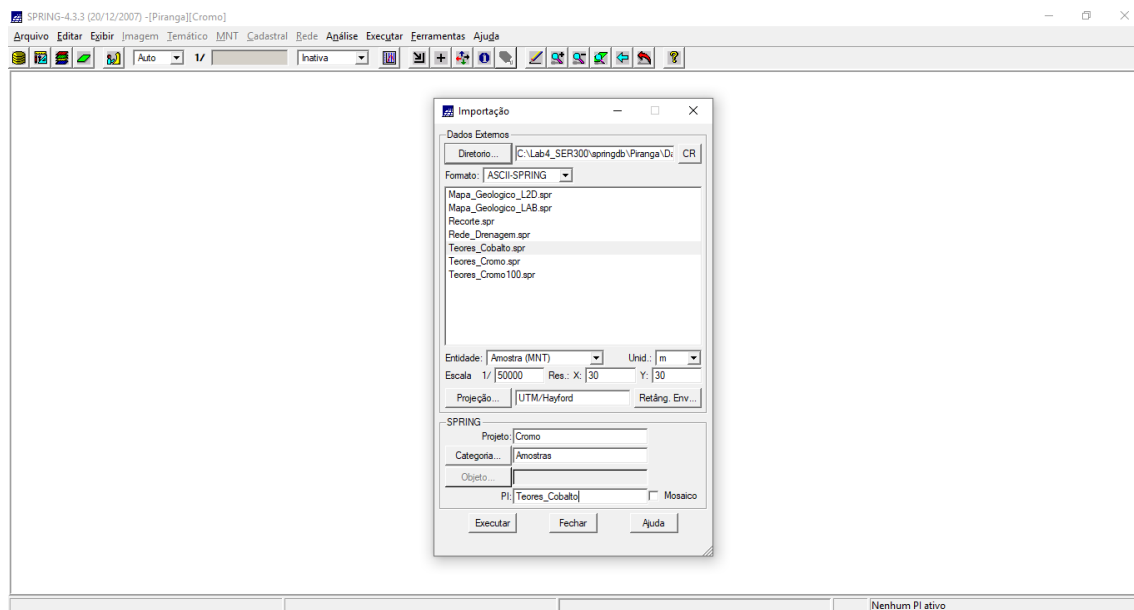 SPRING-4.3.3 (20/12/2007) -[Piranga][Cromo]
Arquivo Editar Exibir Imagem Temático MNT Cadastral Rede Análise Executar Ferramentas Ajuda
Auto 1/ Inativa
Importação
Dados Externos
Diretorio... C:\Lab4_SER300\springdb\Piranga\Da CR
Formato: ASCII-SPRING
Mapa_Geologico_L2D.spr
Mapa_Geologico_LAB.spr
Recorte.spr
Rede_Drenagem.spr
Teores_Cobalto.spr
Teores_Cromo.spr
Teores_Cromo100.spr
Entidade: Amostra (MNT) Unid.: m
Escala 1/ 50000 Res.: X: 30 Y: 30
Projeção... UTM/Hayford Retâng. Env...
SPRING
Projeto: Cromo
Categoria... Amostras
Objeto...
PI: Teores_Cobalto Mosaico
Executar Fechar Ajuda
Nenhum PI ativo